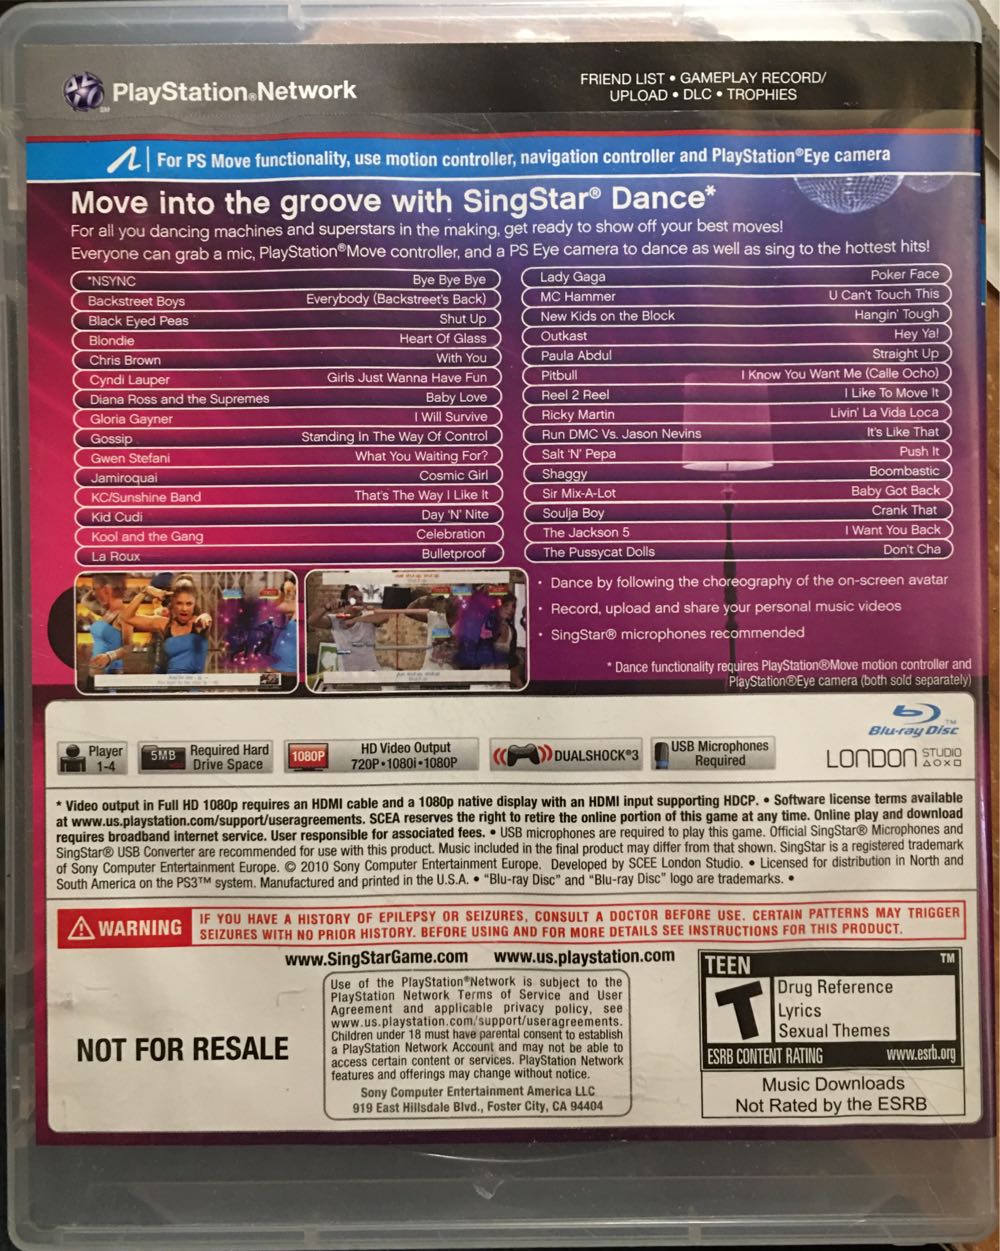 PlayStation®Network
FRIEND LIST • GAMEPLAY RECORD/
UPLOAD • DLC • TROPHIES
For PS Move functionality, use motion controller, navigation controller and PlayStation®Eye camera
Move into the groove with SingStar® Dance*
For all you dancing machines and superstars in the making, get ready to show off your best moves!
Everyone can grab a mic, PlayStation®Move controller, and a PS Eye camera to dance as well as sing to the hottest hits!
*NSYNC Bye Bye Bye
Backstreet Boys Everybody (Backstreet's Back)
Black Eyed Peas Shut Up
Blondie Heart Of Glass
Chris Brown With You
Cyndi Lauper Girls Just Wanna Have Fun
Diana Ross and the Supremes Baby Love
Gloria Gayner I Will Survive
Gossip Standing In The Way Of Control
Gwen Stefani What You Waiting For?
Jamiroquai Cosmic Girl
KC/Sunshine Band That's The Way I Like It
Kid Cudi Day 'N' Nite
Kool and the Gang Celebration
La Roux Bulletproof
Lady Gaga Poker Face
MC Hammer U Can't Touch This
New Kids on the Block Hangin' Tough
Outkast Hey Ya!
Paula Abdul Straight Up
Pitbull I Know You Want Me (Calle Ocho)
Reel 2 Reel I Like To Move It
Ricky Martin Livin' La Vida Loca
Run DMC Vs. Jason Nevins It's Like That
Salt 'N' Pepa Push It
Shaggy Boombastic
Sir Mix-A-Lot Baby Got Back
Soulja Boy Crank That
The Jackson 5 I Want You Back
The Pussycat Dolls Don't Cha
• Dance by following the choreography of the on-screen avatar
• Record, upload and share your personal music videos
• SingStar® microphones recommended
* Dance functionality requires PlayStation®Move motion controller and
PlayStation®Eye camera (both sold separately)
Blu-ray Disc™
Player
1-4
5MB
Required Hard
Drive Space
1080P
HD Video Output
720P•1080i•1080P
DUALSHOCK®3
USB Microphones
Required
LONDON STUDIO
* Video output in Full HD 1080p requires an HDMI cable and a 1080p native display with an HDMI input supporting HDCP. • Software license terms available
at www.us.playstation.com/support/useragreements. SCEA reserves the right to retire the online portion of this game at any time. Online play and download
requires broadband internet service. User responsible for associated fees. • USB microphones are required to play this game. Official SingStar® Microphones and
SingStar® USB Converter are recommended for use with this product. Music included in the final product may differ from that shown. SingStar is a registered trademark
of Sony Computer Entertainment Europe. © 2010 Sony Computer Entertainment Europe. Developed by SCEE London Studio. • Licensed for distribution in North and
South America on the PS3™ system. Manufactured and printed in the U.S.A. • "Blu-ray Disc" and "Blu-ray Disc" logo are trademarks. •
WARNING
IF YOU HAVE A HISTORY OF EPILEPSY OR SEIZURES, CONSULT A DOCTOR BEFORE USE. CERTAIN PATTERNS MAY TRIGGER
SEIZURES WITH NO PRIOR HISTORY. BEFORE USING AND FOR MORE DETAILS SEE INSTRUCTIONS FOR THIS PRODUCT.
www.SingStarGame.com www.us.playstation.com
NOT FOR RESALE
Use of the PlayStation®Network is subject to the
PlayStation Network Terms of Service and User
Agreement and applicable privacy policy, see
www.us.playstation.com/support/useragreements.
Children under 18 must have parental consent to establish
a PlayStation Network Account and may not be able to
access certain content or services. PlayStation Network
features and offerings may change without notice.
Sony Computer Entertainment America LLC
919 East Hillsdale Blvd., Foster City, CA 94404
TEEN ™
T
Drug Reference
Lyrics
Sexual Themes
ESRB CONTENT RATING www.esrb.org
Music Downloads
Not Rated by the ESRB